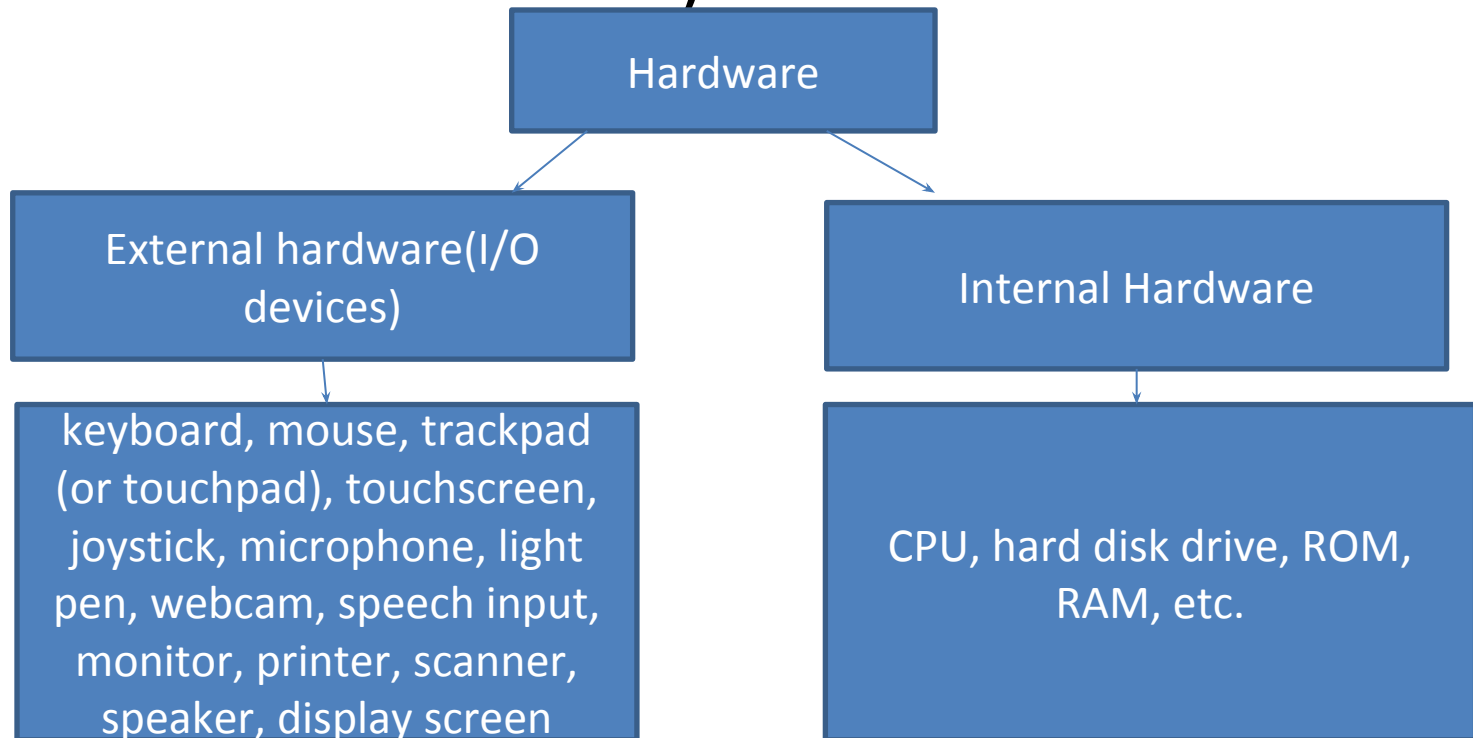 Hardware
External hardware(I/O
devices)
Internal Hardware
keyboard, mouse, trackpad
(or touchpad), touchscreen,
joystick, microphone, light
pen, webcam, speech input,
monitor, printer, scanner,
speaker, display screen
CPU, hard disk drive, ROM,
RAM, etc.